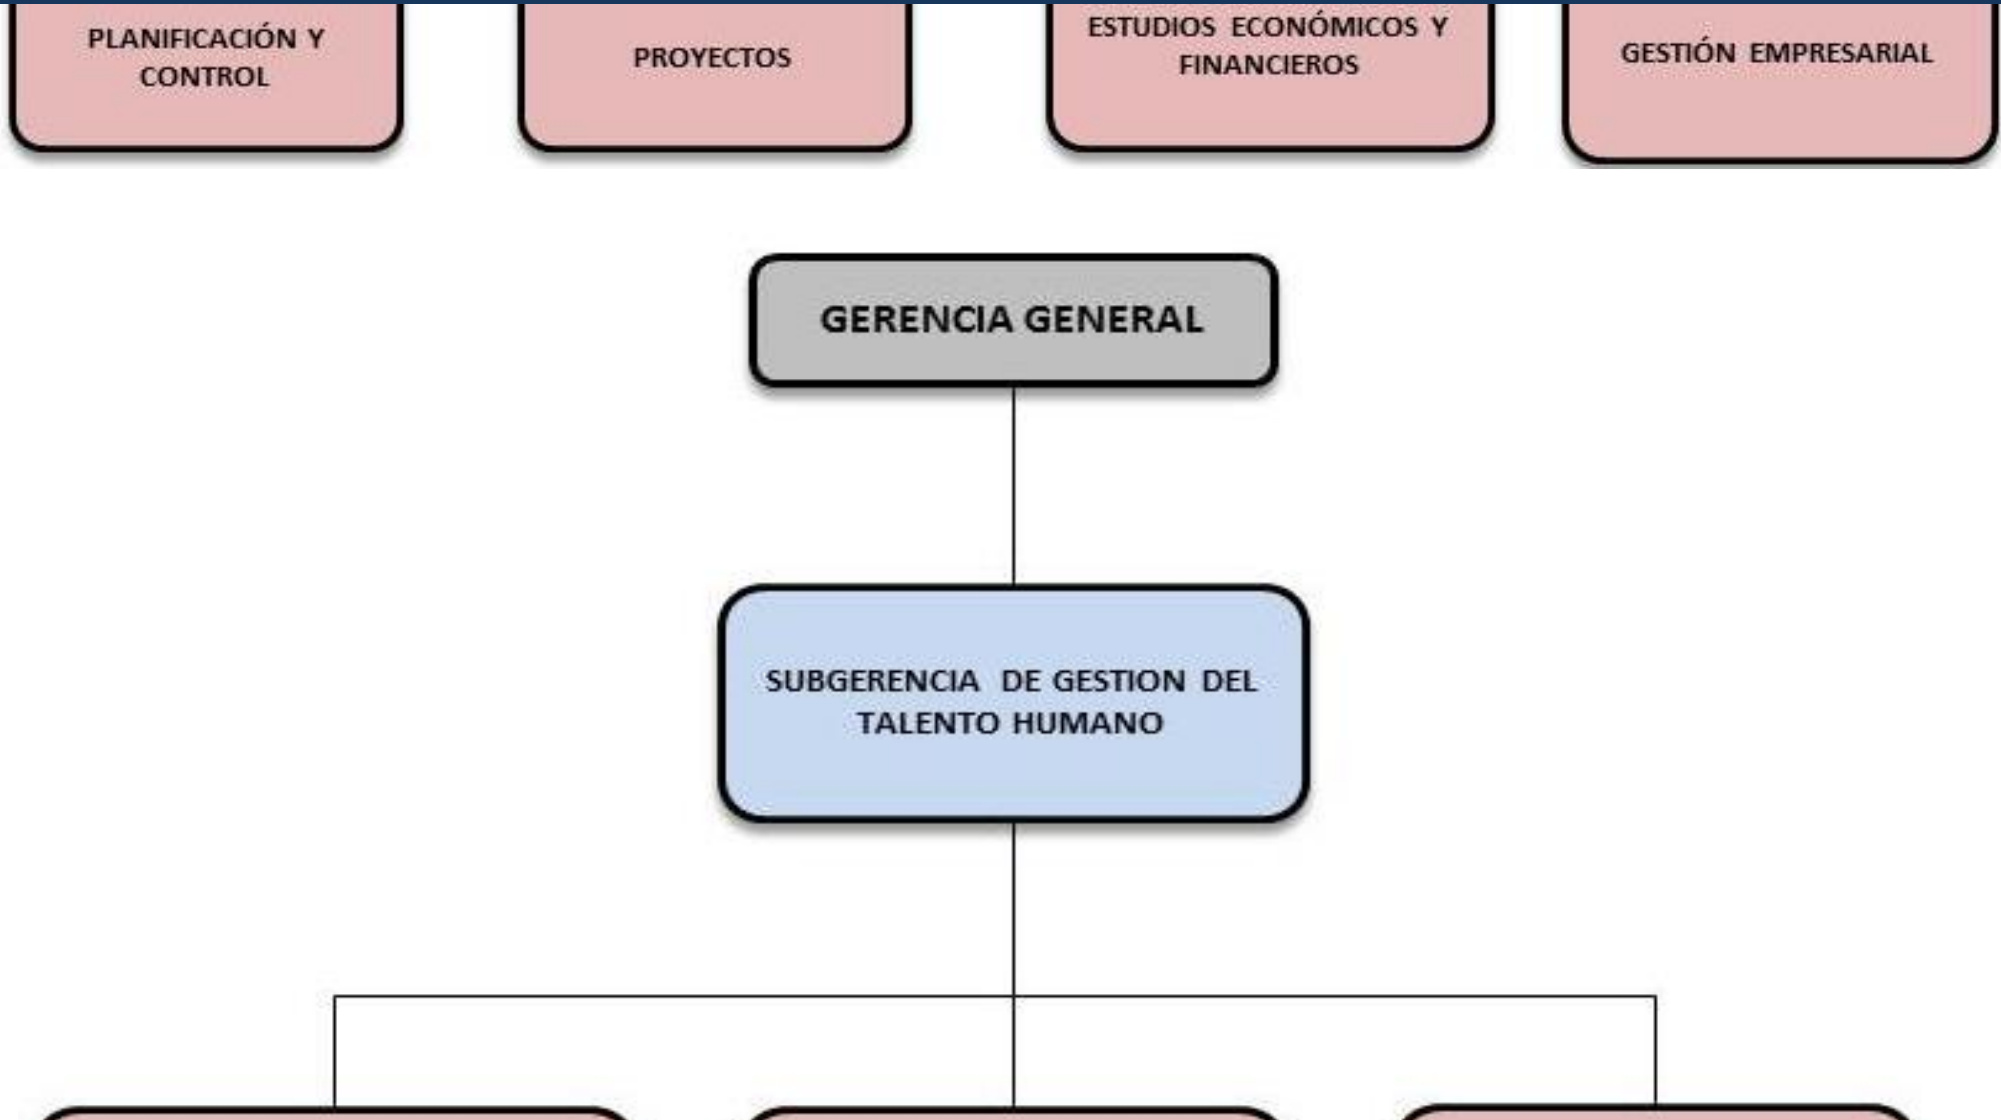 PLANIFICACIÓN Y
CONTROL
PROYECTOS
ESTUDIOS ECONÓMICOS Y
FINANCIEROS
GESTIÓN EMPRESARIAL
GERENCIA GENERAL
SUBGERENCIA DE GESTION DEL
TALENTO HUMANO